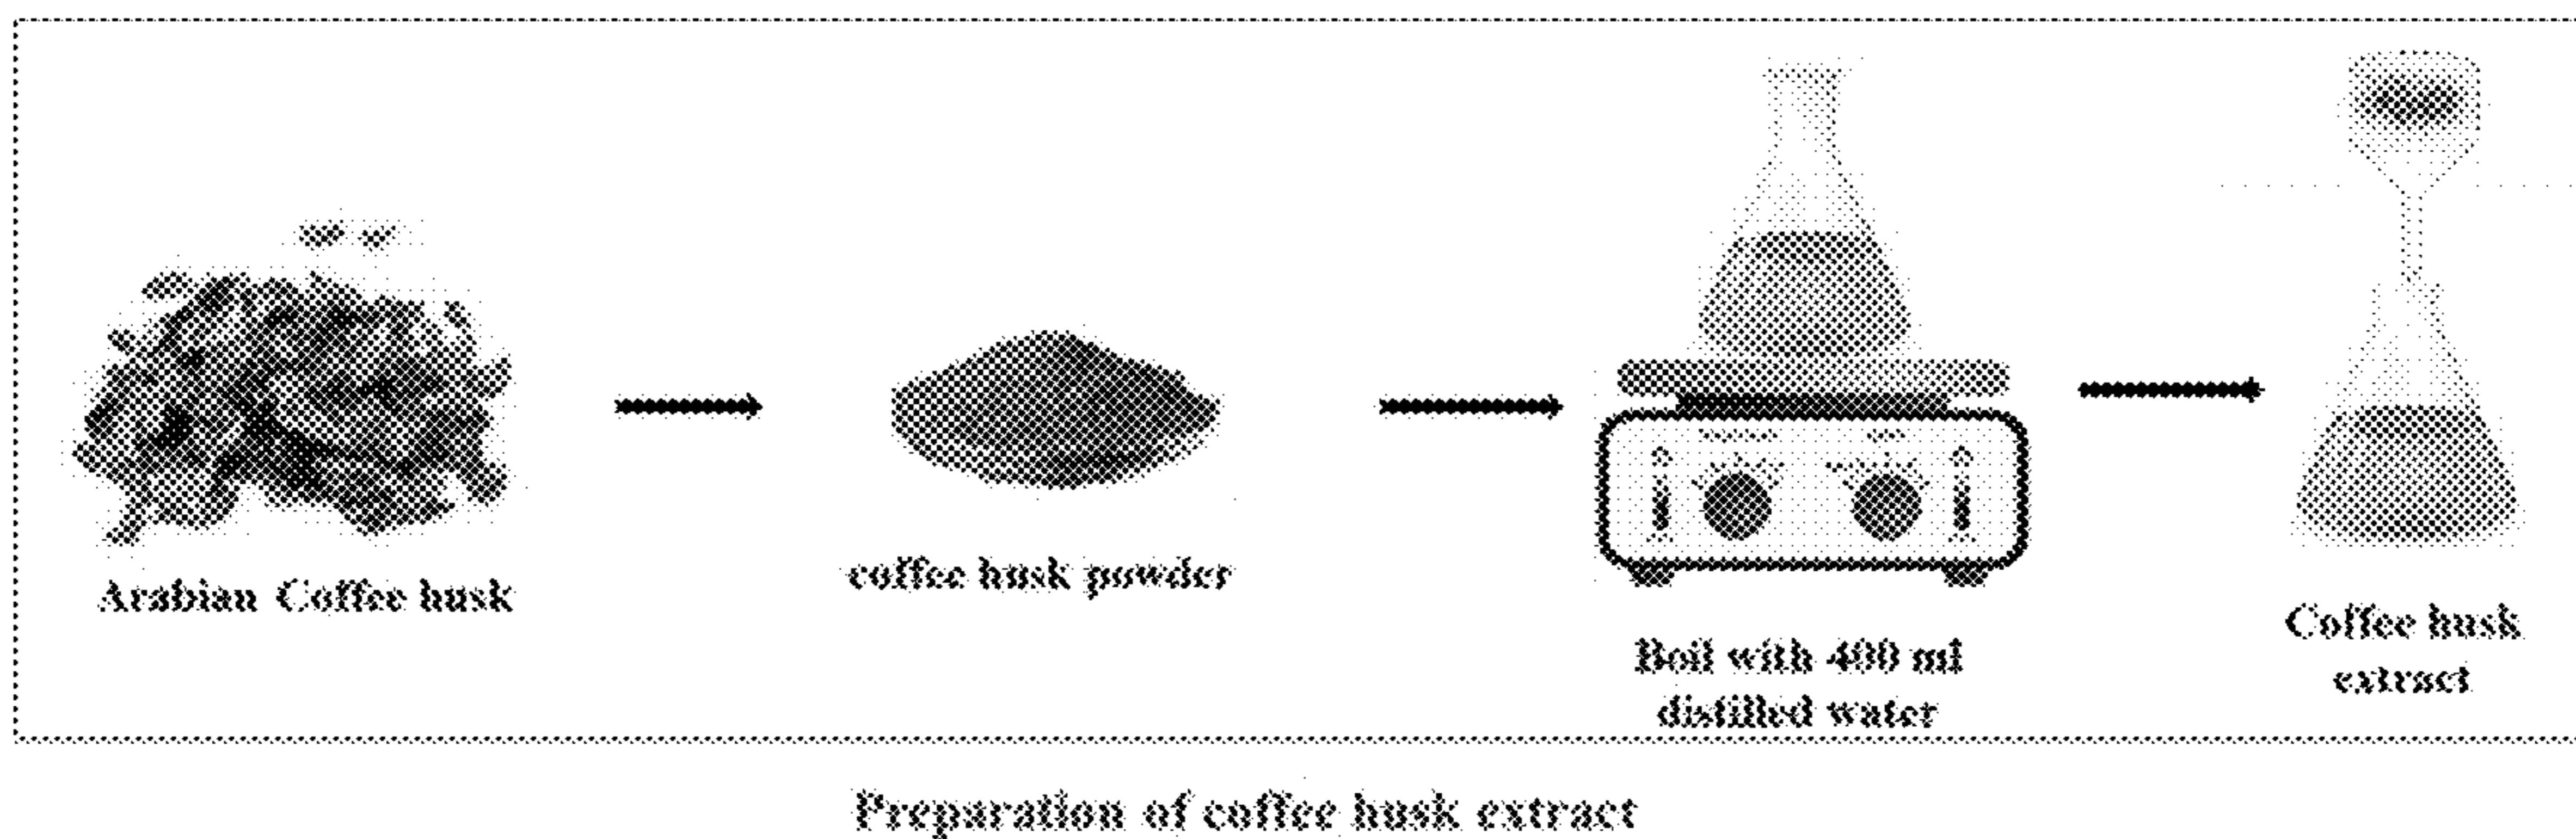 Arabian Coffee husk
coffee husk powder
Boil with 400 ml
distilled water
Coffee husk
extract
Preparation of coffee husk extract